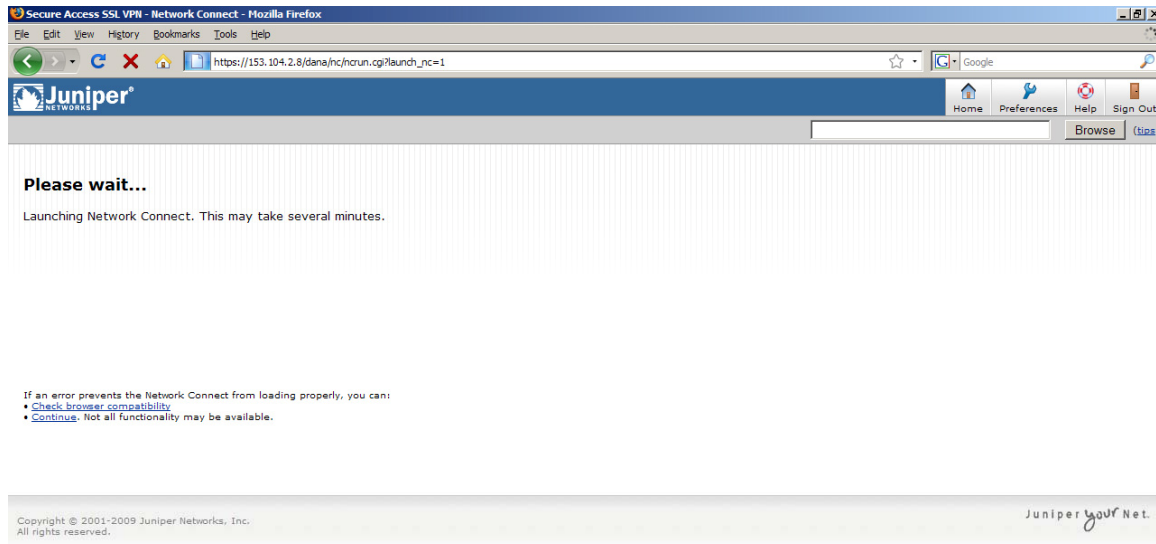 Secure Access SSL VPN - Network Connect - Mozilla Firefox
File Edit View History Bookmarks Tools Help
https://153.104.2.8/dana/nc/ncrun.cgi?launch_nc=1
G Google
Juniper®
NETWORKS
Home Preferences Help Sign Out
Browse (tips
Please wait...
Launching Network Connect. This may take several minutes.
If an error prevents the Network Connect from loading properly, you can:
• Check browser compatibility
• Continue. Not all functionality may be available.
Copyright © 2001-2009 Juniper Networks, Inc.
All rights reserved.
Juniper your Net.